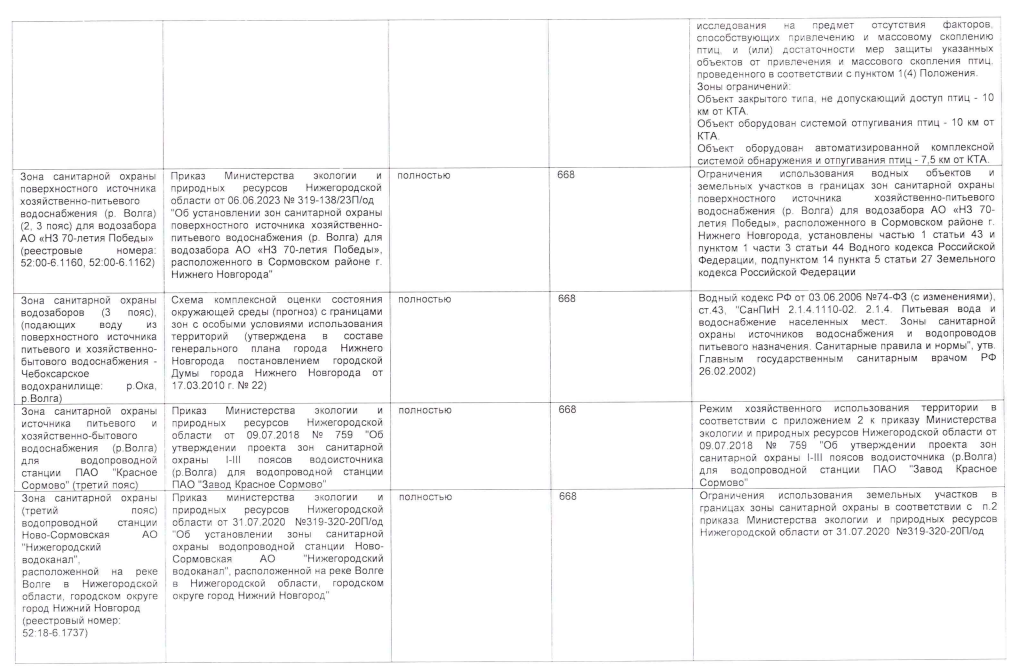 исследования на предмет отсутствия факторов,
способствующих привлечению и массовому скоплению
птиц, и (или) достаточности мер защиты указанных
объектов от привлечения и массового скопления птиц,
проведенного в соответствии с пунктом 1(4) Положения.
Зоны ограничений:
Объект закрытого типа, не допускающий доступ птиц - 10
км от КТА.
Объект оборудован системой отпугивания птиц - 10 км от
КТА.
Объект оборудован автоматизированной комплексной
системой обнаружения и отпугивания птиц - 7,5 км от КТА.
Зона санитарной охраны
поверхностного источника
хозяйственно-питьевого
водоснабжения (р. Волга)
(2, 3 пояс) для водозабора
АО «НЗ 70-летия Победы»
(реестровые номера:
52:00-6.1160, 52:00-6.1162)
Приказ Министерства экологии и
природных ресурсов Нижегородской
области от 06.06.2023 № 319-138/23П/од
"Об установлении зон санитарной охраны
поверхностного источника хозяйственно-
питьевого водоснабжения (р. Волга) для
водозабора АО «НЗ 70-летия Победы»,
расположенного в Сормовском районе г.
Нижнего Новгорода"
полностью
668
Ограничения использования водных объектов и
земельных участков в границах зон санитарной охраны
поверхностного источника хозяйственно-питьевого
водоснабжения (р. Волга) для водозабора АО «НЗ 70-
летия Победы», расположенного в Сормовском районе г.
Нижнего Новгорода, установлены частью 1 статьи 43 и
пунктом 1 части 3 статьи 44 Водного кодекса Российской
Федерации, подпунктом 14 пункта 5 статьи 27 Земельного
кодекса Российской Федерации
Зона санитарной охраны
водозаборов (3 пояс),
(подающих воду из
поверхностного источника
питьевого и хозяйственно-
бытового водоснабжения -
Чебоксарское
водохранилище: р.Ока,
р.Волга)
Схема комплексной оценки состояния
окружающей среды (прогноз) с границами
зон с особыми условиями использования
территорий (утверждена в составе
генерального плана города Нижнего
Новгорода постановлением городской
Думы города Нижнего Новгорода от
17.03.2010 г. № 22)
полностью
668
Водный кодекс РФ от 03.06.2006 №74-ФЗ (с изменениями),
ст.43, "СанПиН 2.1.4.1110-02. 2.1.4. Питьевая вода и
водоснабжение населенных мест. Зоны санитарной
охраны источников водоснабжения и водопроводов
питьевого назначения. Санитарные правила и нормы", утв.
Главным государственным санитарным врачом РФ
26.02.2002)
Зона санитарной охраны
источника питьевого и
хозяйственно-бытового
водоснабжения (р.Волга)
для водопроводной
станции ПАО "Красное
Сормово" (третий пояс)
Приказ Министерства экологии и
природных ресурсов Нижегородской
области от 09.07.2018 № 759 "Об
утверждении проекта зон санитарной
охраны I-III поясов водоисточника
(р.Волга) для водопроводной станции
ПАО "Завод Красное Сормово"
полностью
668
Режим хозяйственного использования территории в
соответствии с приложением 2 к приказу Министерства
экологии и природных ресурсов Нижегородской области от
09.07.2018 № 759 "Об утверждении проекта зон
санитарной охраны I-III поясов водоисточника (р.Волга)
для водопроводной станции ПАО "Завод Красное
Сормово"
Зона санитарной охраны
(третий пояс)
водопроводной станции
Ново-Сормовская АО
"Нижегородский
водоканал",
расположенной на реке
Волге в Нижегородской
области, городском округе
город Нижний Новгород
(реестровый номер:
52:18-6.1737)
Приказ министерства экологии и
природных ресурсов Нижегородской
области от 31.07.2020 №319-320-20П/од
"Об установлении зоны санитарной
охраны водопроводной станции Ново-
Сормовская АО "Нижегородский
водоканал", расположенной на реке Волге
в Нижегородской области, городском
округе город Нижний Новгород"
полностью
668
Ограничения использования земельных участков в
границах зоны санитарной охраны в соответствии с п.2
приказа Министерства экологии и природных ресурсов
Нижегородской области от 31.07.2020 №319-320-20П/од